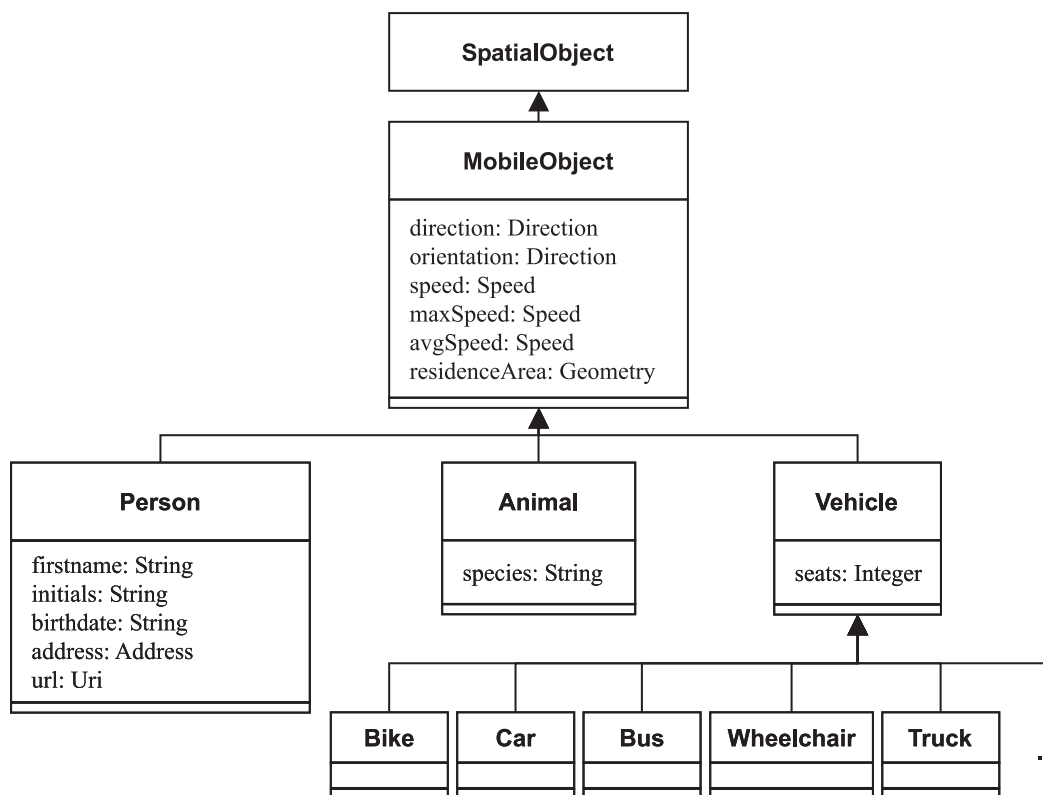 SpatialObject
MobileObject
direction: Direction
orientation: Direction
speed: Speed
maxSpeed: Speed
avgSpeed: Speed
residenceArea: Geometry
Person
firstname: String
initials: String
birthdate: String
address: Address
url: Uri
Animal
species: String
Vehicle
seats: Integer
Bike
Car
Bus
Wheelchair
Truck